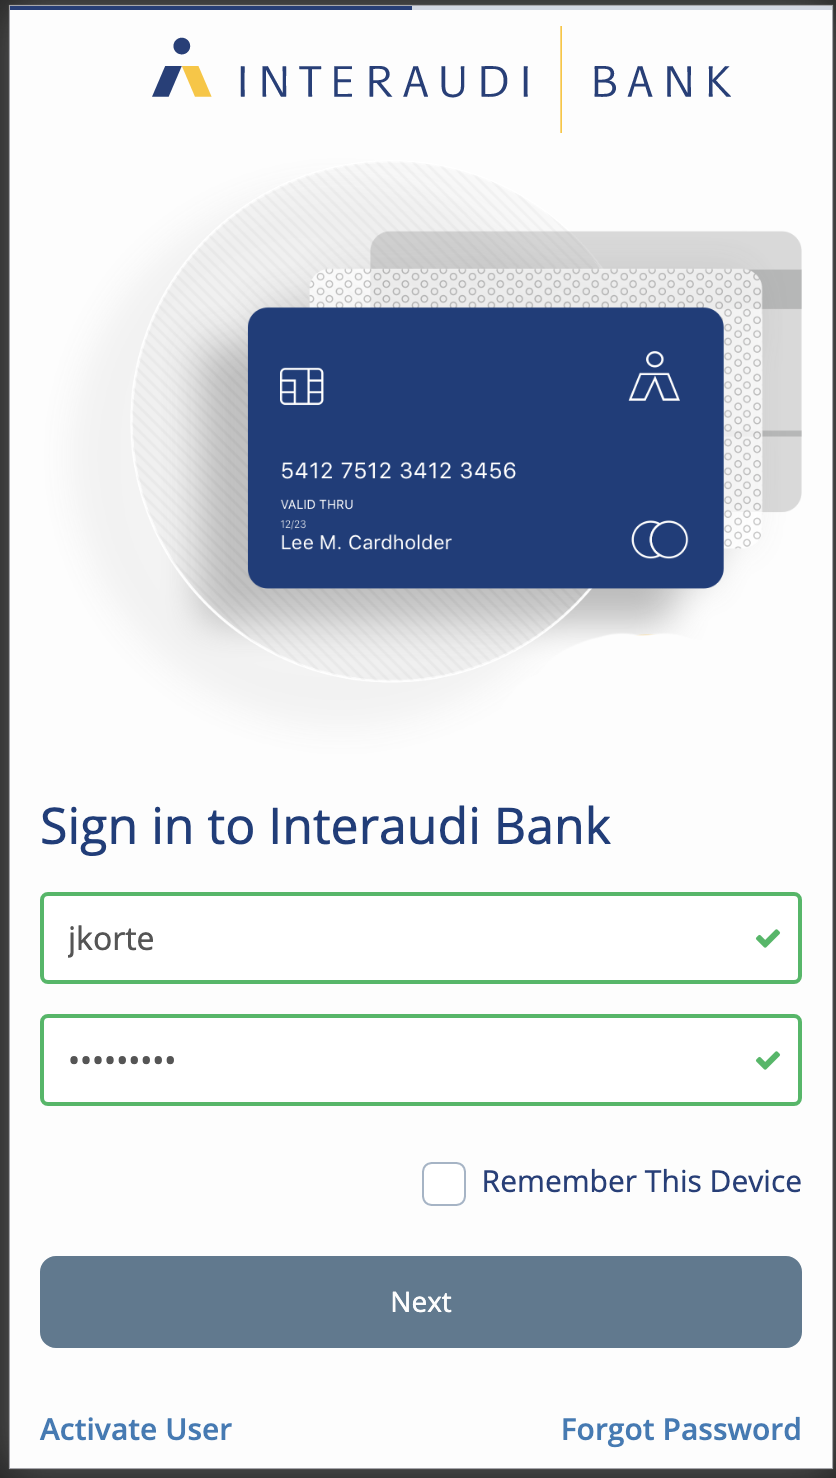 INTERAUDI BANK
5412 7512 3412 3456
VALID THRU
12/23
Lee M. Cardholder
Sign in to Interaudi Bank
jkorte
•••••••••
Remember This Device
Next
Activate User Forgot Password